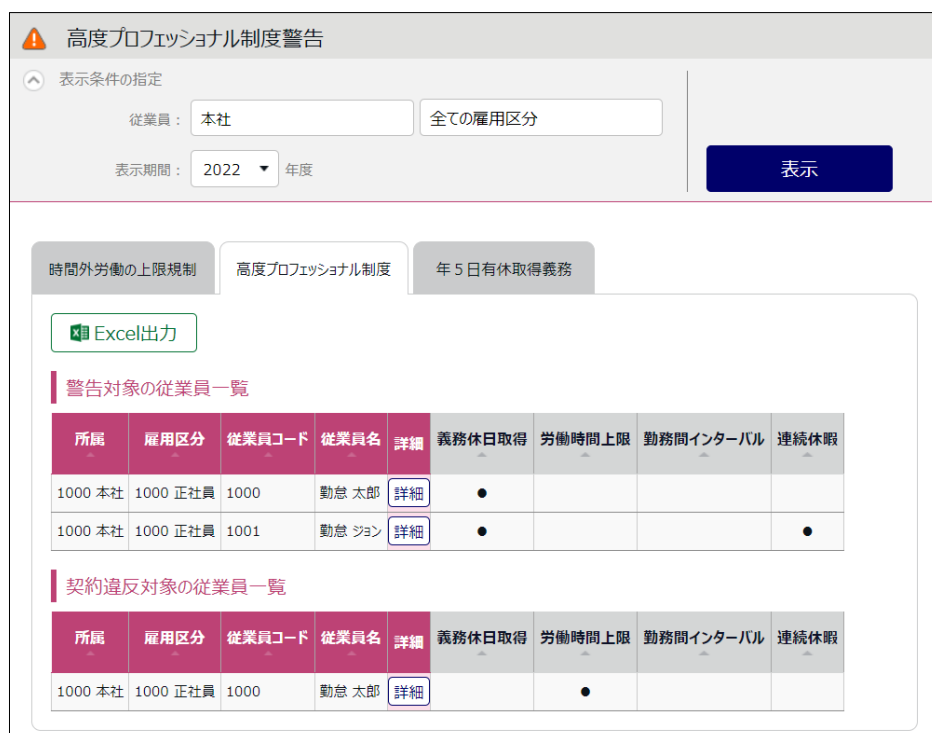 高度プロフェッショナル制度警告
表示条件の指定
従業員： 本社 全ての雇用区分
表示期間： 2022 年度
表示
時間外労働の上限規制 高度プロフェッショナル制度 年５日有休取得義務
Excel出力
警告対象の従業員一覧
所属 雇用区分 従業員コード 従業員名 詳細 義務休日取得 労働時間上限 勤務間インターバル 連続休暇
1000 本社 1000 正社員 1000 勤怠 太郎 詳細 ●
1000 本社 1000 正社員 1001 勤怠 ジョン 詳細 ● ●
契約違反対象の従業員一覧
所属 雇用区分 従業員コード 従業員名 詳細 義務休日取得 労働時間上限 勤務間インターバル 連続休暇
1000 本社 1000 正社員 1000 勤怠 太郎 詳細 ●